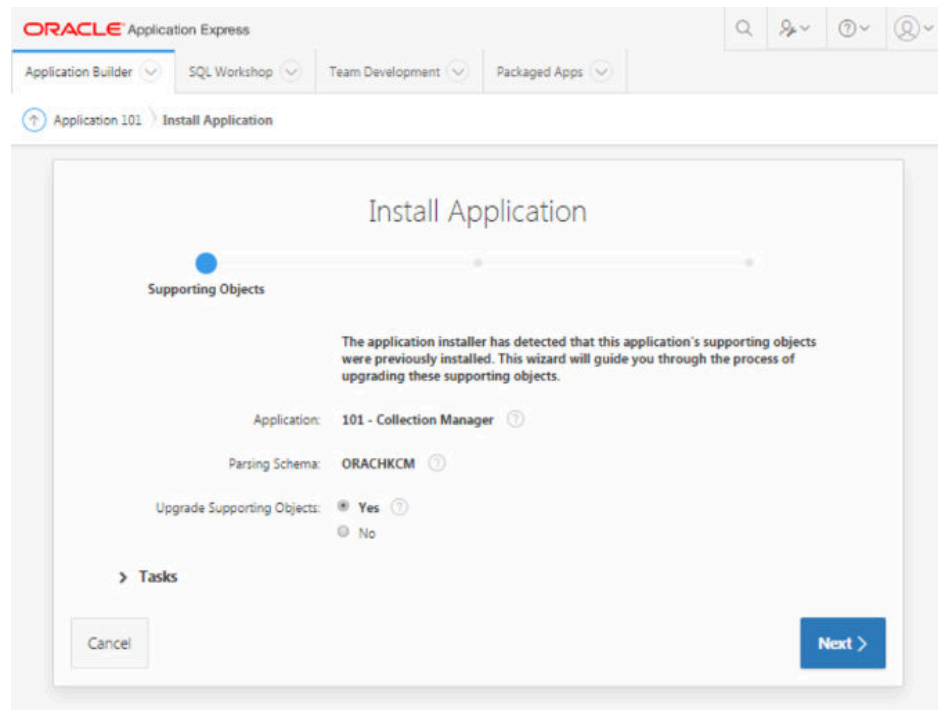 ORACLE Application Express
Application Builder SQL Workshop Team Development Packaged Apps
Application 101 Install Application
Install Application
Supporting Objects
The application installer has detected that this application's supporting objects
were previously installed. This wizard will guide you through the process of
upgrading these supporting objects.
Application: 101 - Collection Manager
Parsing Schema: ORACHKCM
Upgrade Supporting Objects: Yes
No
Tasks
Cancel Next